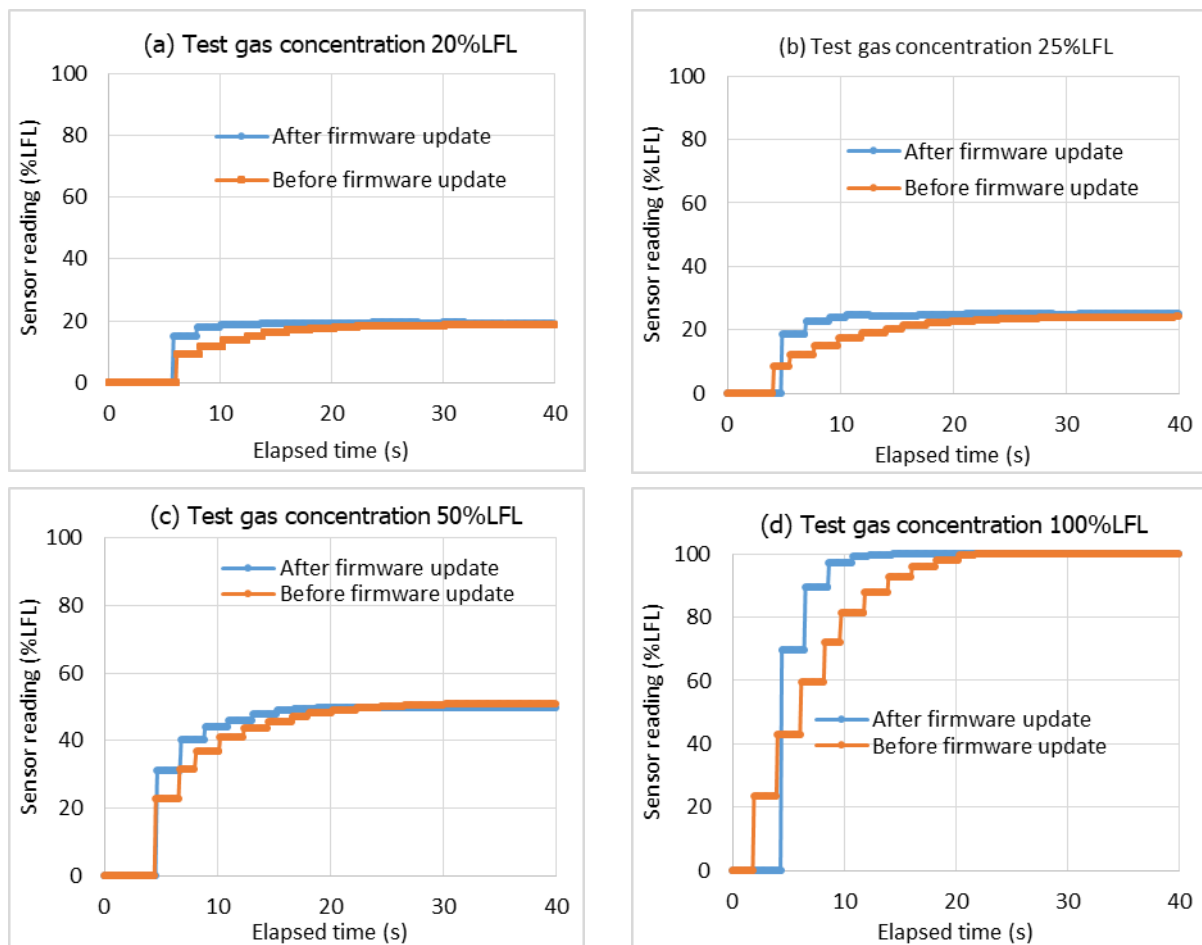 (a) Test gas concentration 20%LFL
Sensor reading (%LFL)
100
80
60
40
20
0
After firmware update
Before firmware update
0 10 20 30 40
Elapsed time (s)
(b) Test gas concentration 25%LFL
Sensor reading (%LFL)
100
80
60
40
20
0
After firmware update
Before firmware update
0 10 20 30 40
Elapsed time (s)
(c) Test gas concentration 50%LFL
Sensor reading (%LFL)
100
80
60
40
20
0
After firmware update
Before firmware update
0 10 20 30 40
Elapsed time (s)
(d) Test gas concentration 100%LFL
Sensor reading (%LFL)
100
80
60
40
20
0
After firmware update
Before firmware update
0 10 20 30 40
Elapsed time (s)